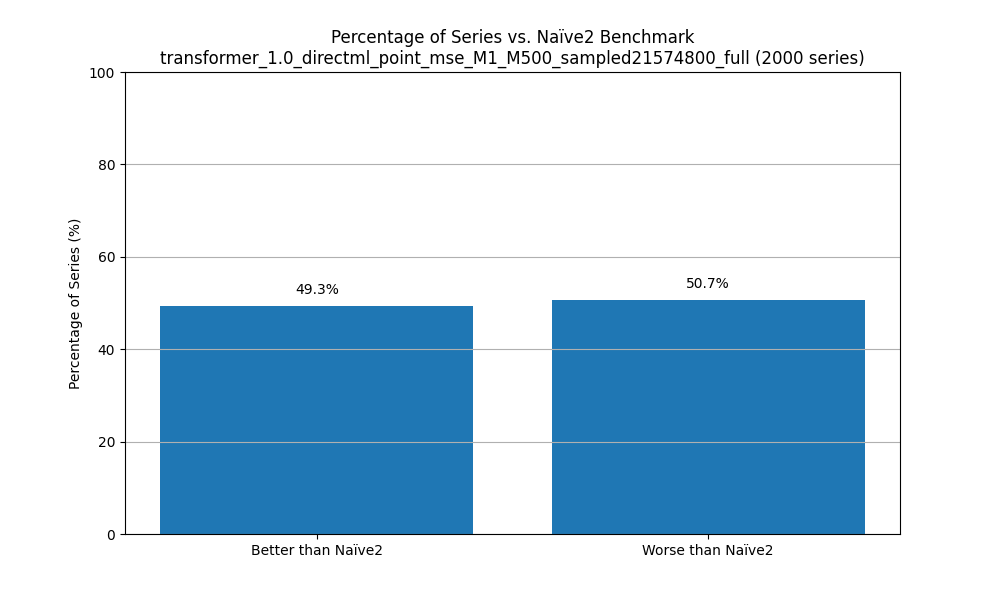 Percentage of Series vs. Naïve2 Benchmark
transformer_1.0_directml_point_mse_M1_M500_sampled21574800_full (2000 series)
100
80
60
40
20
0
Percentage of Series (%)
49.3%
50.7%
Better than Naïve2
Worse than Naïve2